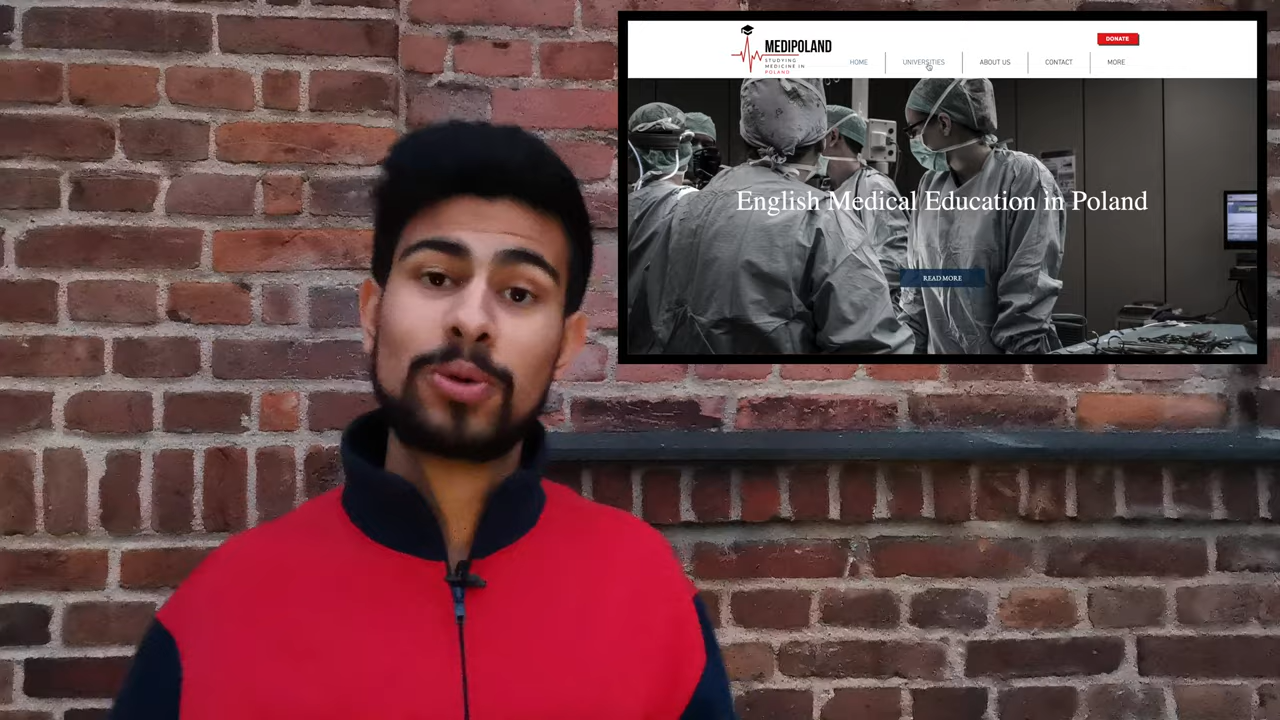 MEDIPOLAND
STUDYING
MEDICINE IN
POLAND
DONATE
HOME
UNIVERSITIES
ABOUT US
CONTACT
MORE
English Medical Education in Poland
READ MORE